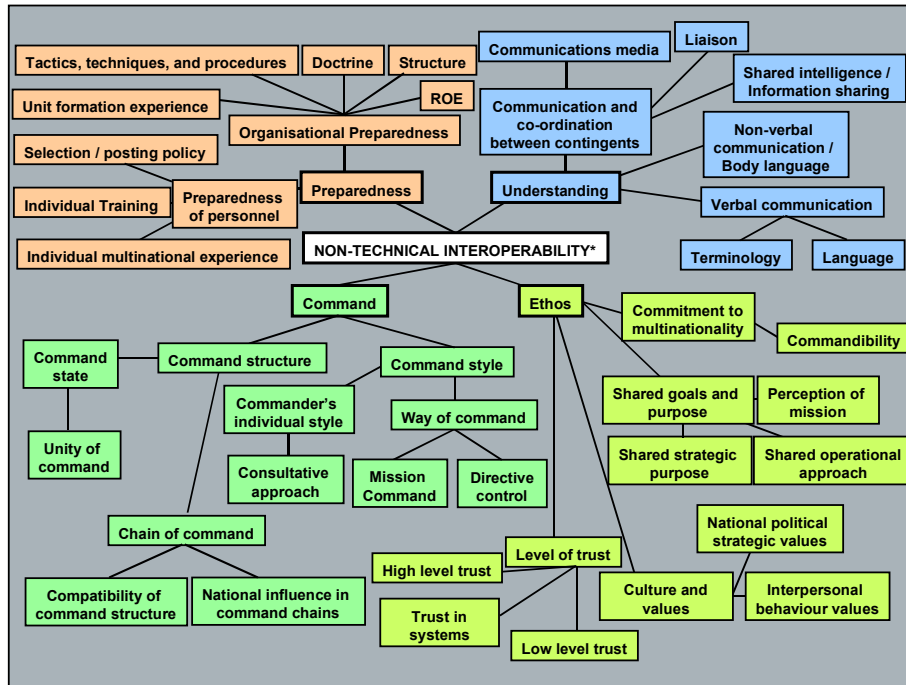 Communications media
Liaison
Tactics, techniques, and procedures
Doctrine
Structure
Shared intelligence /
Information sharing
Unit formation experience
ROE
Communication and
co-ordination
between contingents
Organisational Preparedness
Non-verbal
communication /
Body language
Selection / posting policy
Preparedness
Understanding
Individual Training
Preparedness
of personnel
Verbal communication
Individual multinational experience
NON-TECHNICAL INTEROPERABILITY*
Terminology
Language
Command
Ethos
Commitment to
multinationality
Commandibility
Command
state
Command structure
Command style
Commander's
individual style
Way of command
Shared goals and
purpose
Perception of
mission
Unity of
command
Consultative
approach
Mission
Command
Directive
control
Shared strategic
purpose
Shared operational
approach
Chain of command
National political
strategic values
Level of trust
High level trust
Compatibility of
command structure
National influence in
command chains
Culture and
values
Interpersonal
behaviour values
Trust in
systems
Low level trust